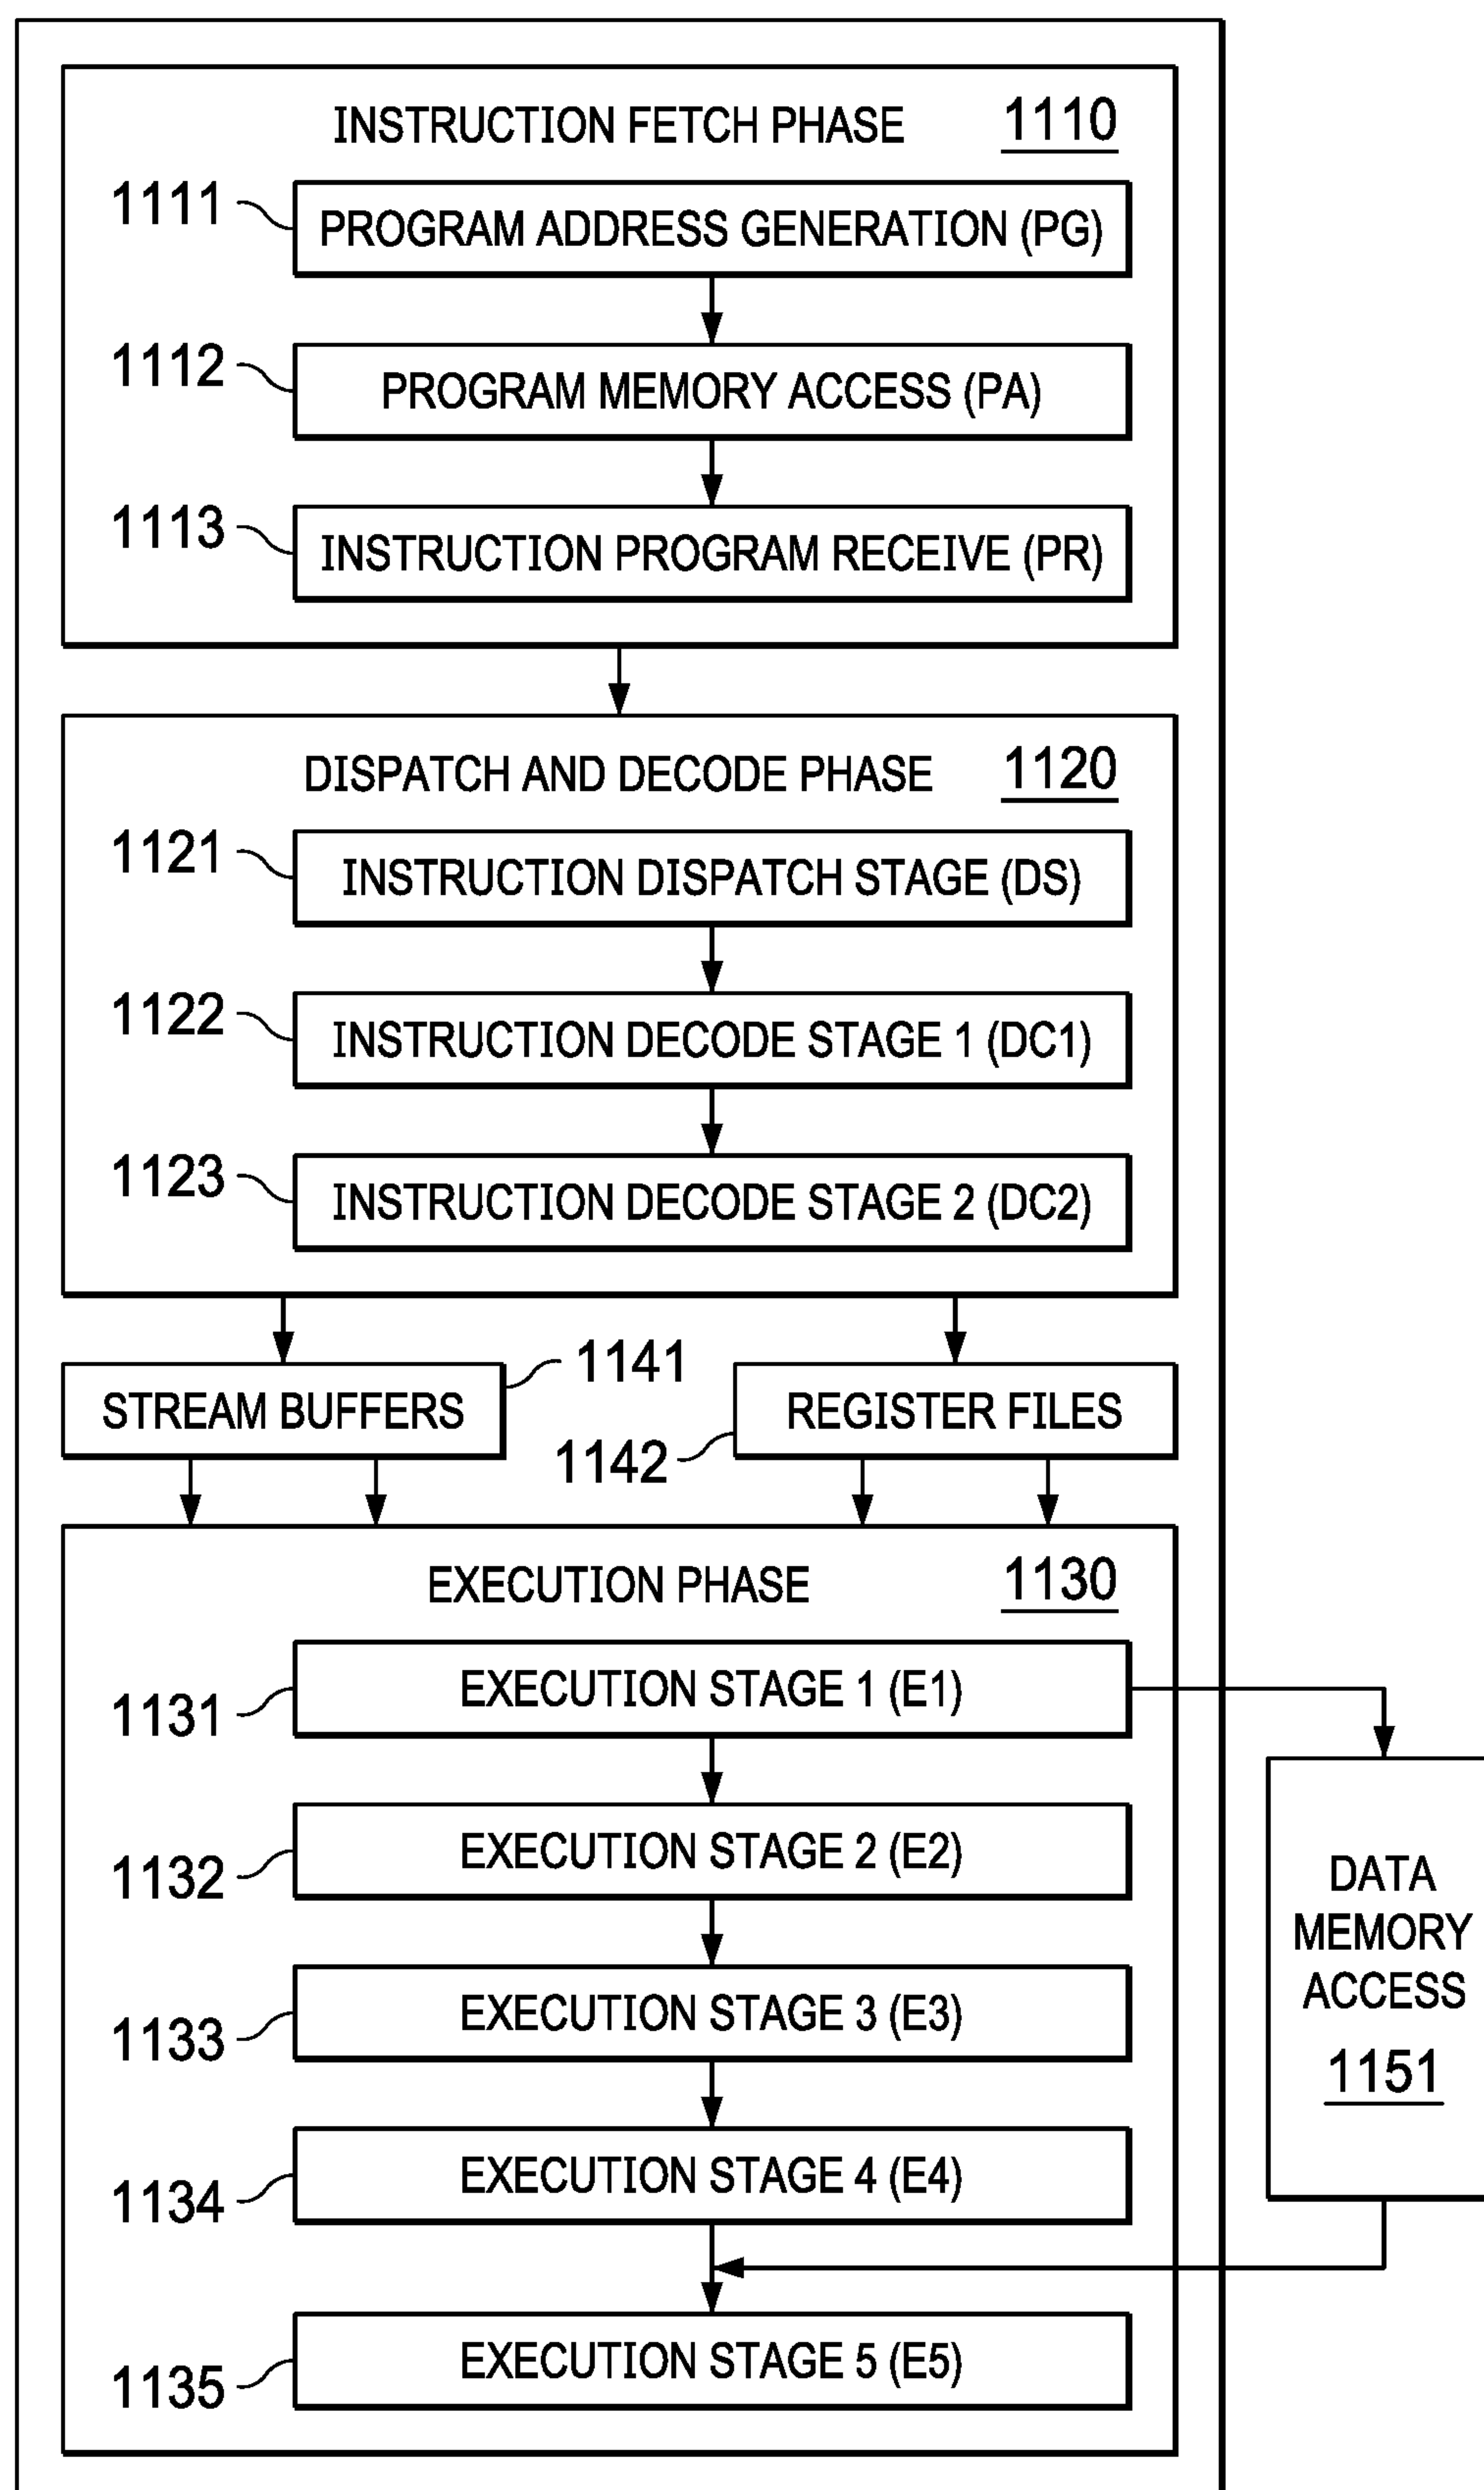 INSTRUCTION FETCH PHASE 1110
1111 PROGRAM ADDRESS GENERATION (PG)
1112 PROGRAM MEMORY ACCESS (PA)
1113 INSTRUCTION PROGRAM RECEIVE (PR)
DISPATCH AND DECODE PHASE 1120
1121 INSTRUCTION DISPATCH STAGE (DS)
1122 INSTRUCTION DECODE STAGE 1 (DC1)
1123 INSTRUCTION DECODE STAGE 2 (DC2)
STREAM BUFFERS 1141
1142 REGISTER FILES
EXECUTION PHASE 1130
1131 EXECUTION STAGE 1 (E1)
1132 EXECUTION STAGE 2 (E2)
1133 EXECUTION STAGE 3 (E3)
1134 EXECUTION STAGE 4 (E4)
1135 EXECUTION STAGE 5 (E5)
DATA
MEMORY
ACCESS
1151